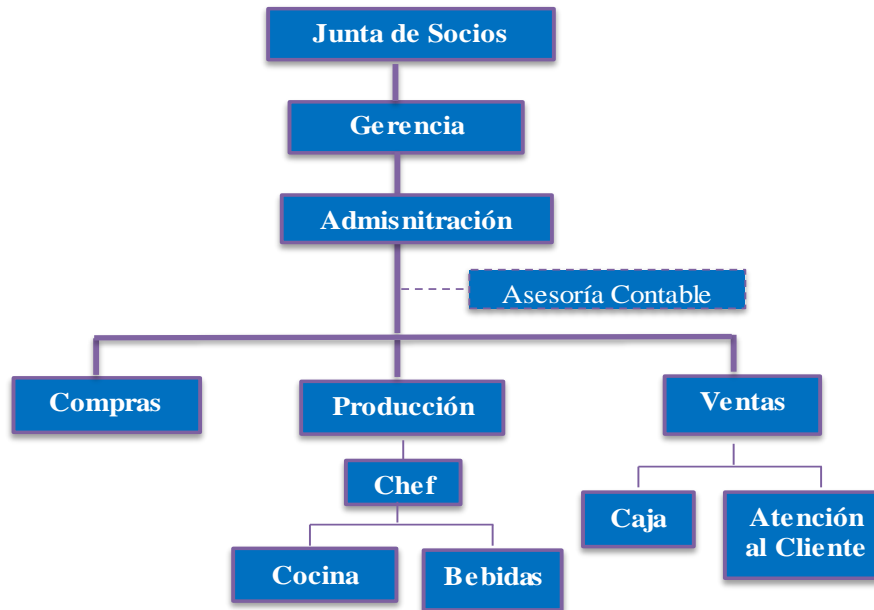 Junta de Socios
Gerencia
Admisnitración
Asesoría Contable
Compras
Producción
Ventas
Chef
Caja
Atención
al Cliente
Cocina
Bebidas